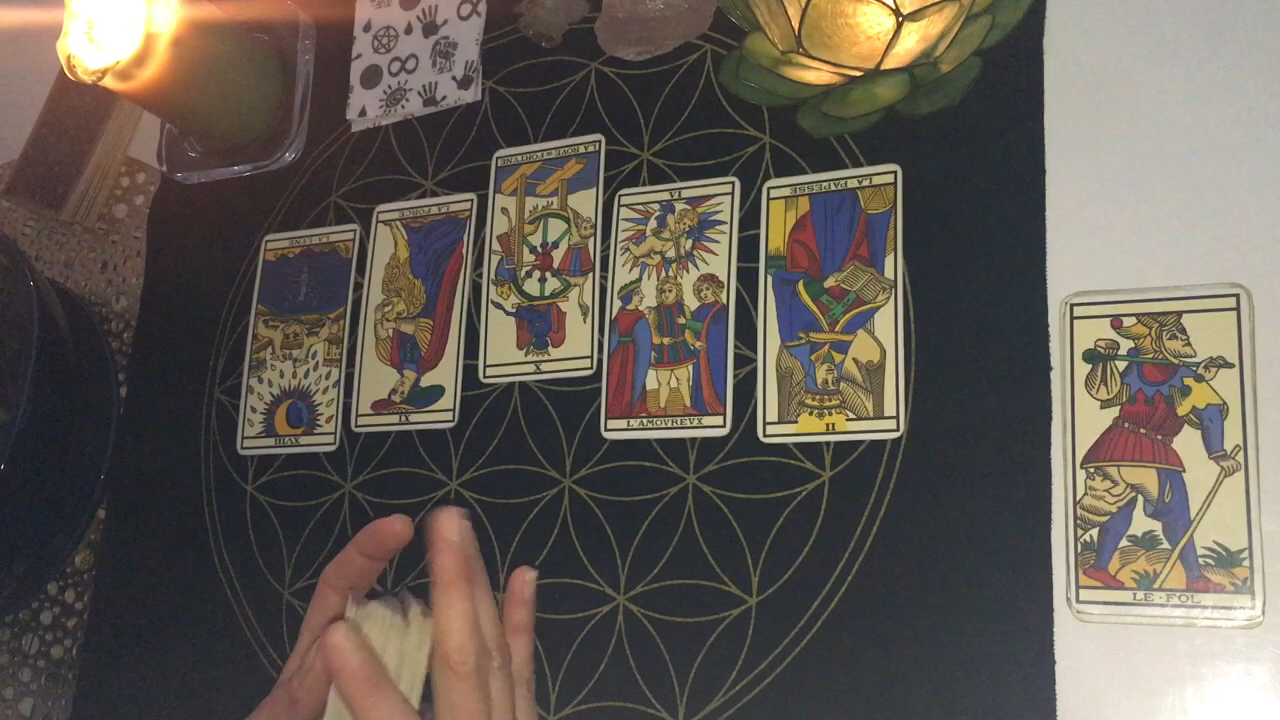 LA LVNE
XVIII
LA FORCE
XI
LA ROVE DE FORTVNE
X
VI
L'AMOVREVX
LA·PAPESSE
II
LE·FOL